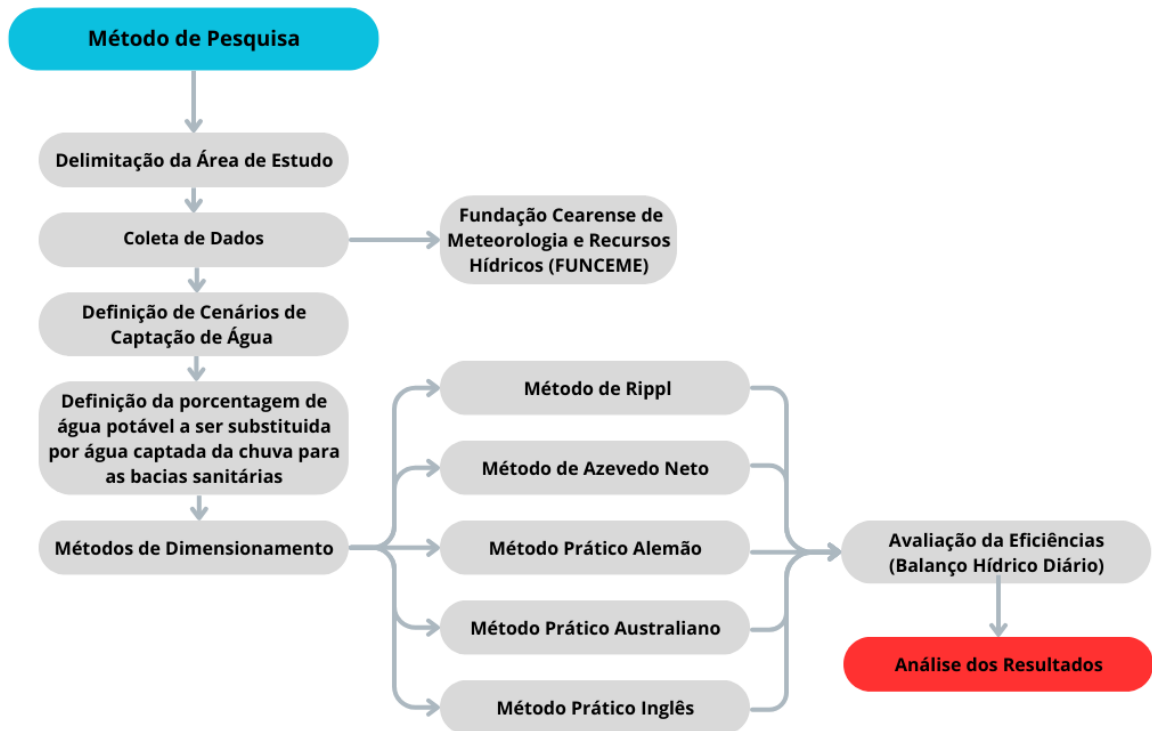 Método de Pesquisa
Delimitação da Área de Estudo
Coleta de Dados
Fundação Cearense de
Meteorologia e Recursos
Hídricos (FUNCEME)
Definição de Cenários de
Captação de Água
Definição da porcentagem de
água potável a ser substituida
por água captada da chuva para
as bacias sanitárias
Métodos de Dimensionamento
Método de Rippl
Método de Azevedo Neto
Método Prático Alemão
Método Prático Australiano
Método Prático Inglês
Avaliação da Eficiências
(Balanço Hídrico Diário)
Análise dos Resultados